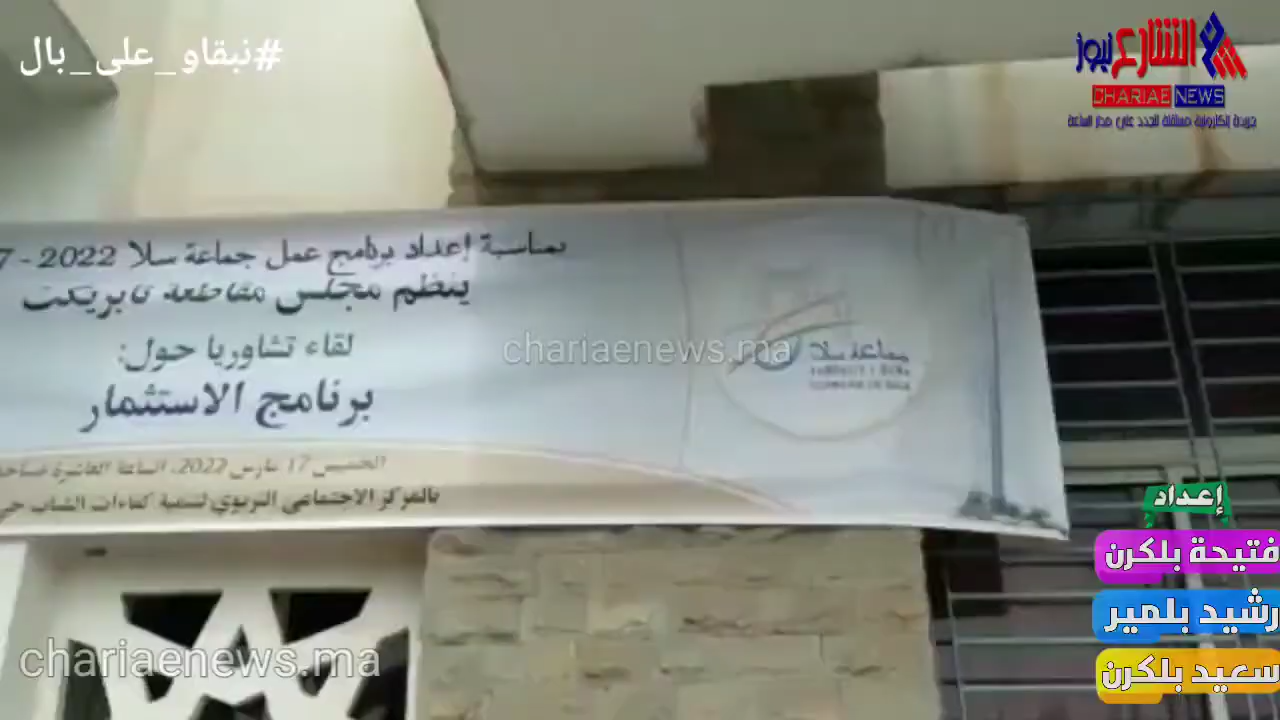 #نبقاو_على_بال
الشارع نيوز
CHARIAE NEWS
جريدة إلكترونية مستقلة تتجدد على مدار الساعة
بمناسبة إعداد برنامج عمل جماعة سلا 2022 - 7
ينظم مجلس مقاطعة تابريكت
لقاء تشاوريا حول:
برنامج الاستثمار
الخميس 17 مارس 2022، الساعة العاشرة صباحا
بالمركز الاجتماعي التربوي لتنمية كفاءات الشباب حي
جماعة سلا
chariaenews.ma
إعداد
فتيحة بلكرن
رشيد بلمير
سعيد بلكرن
chariaenews.ma